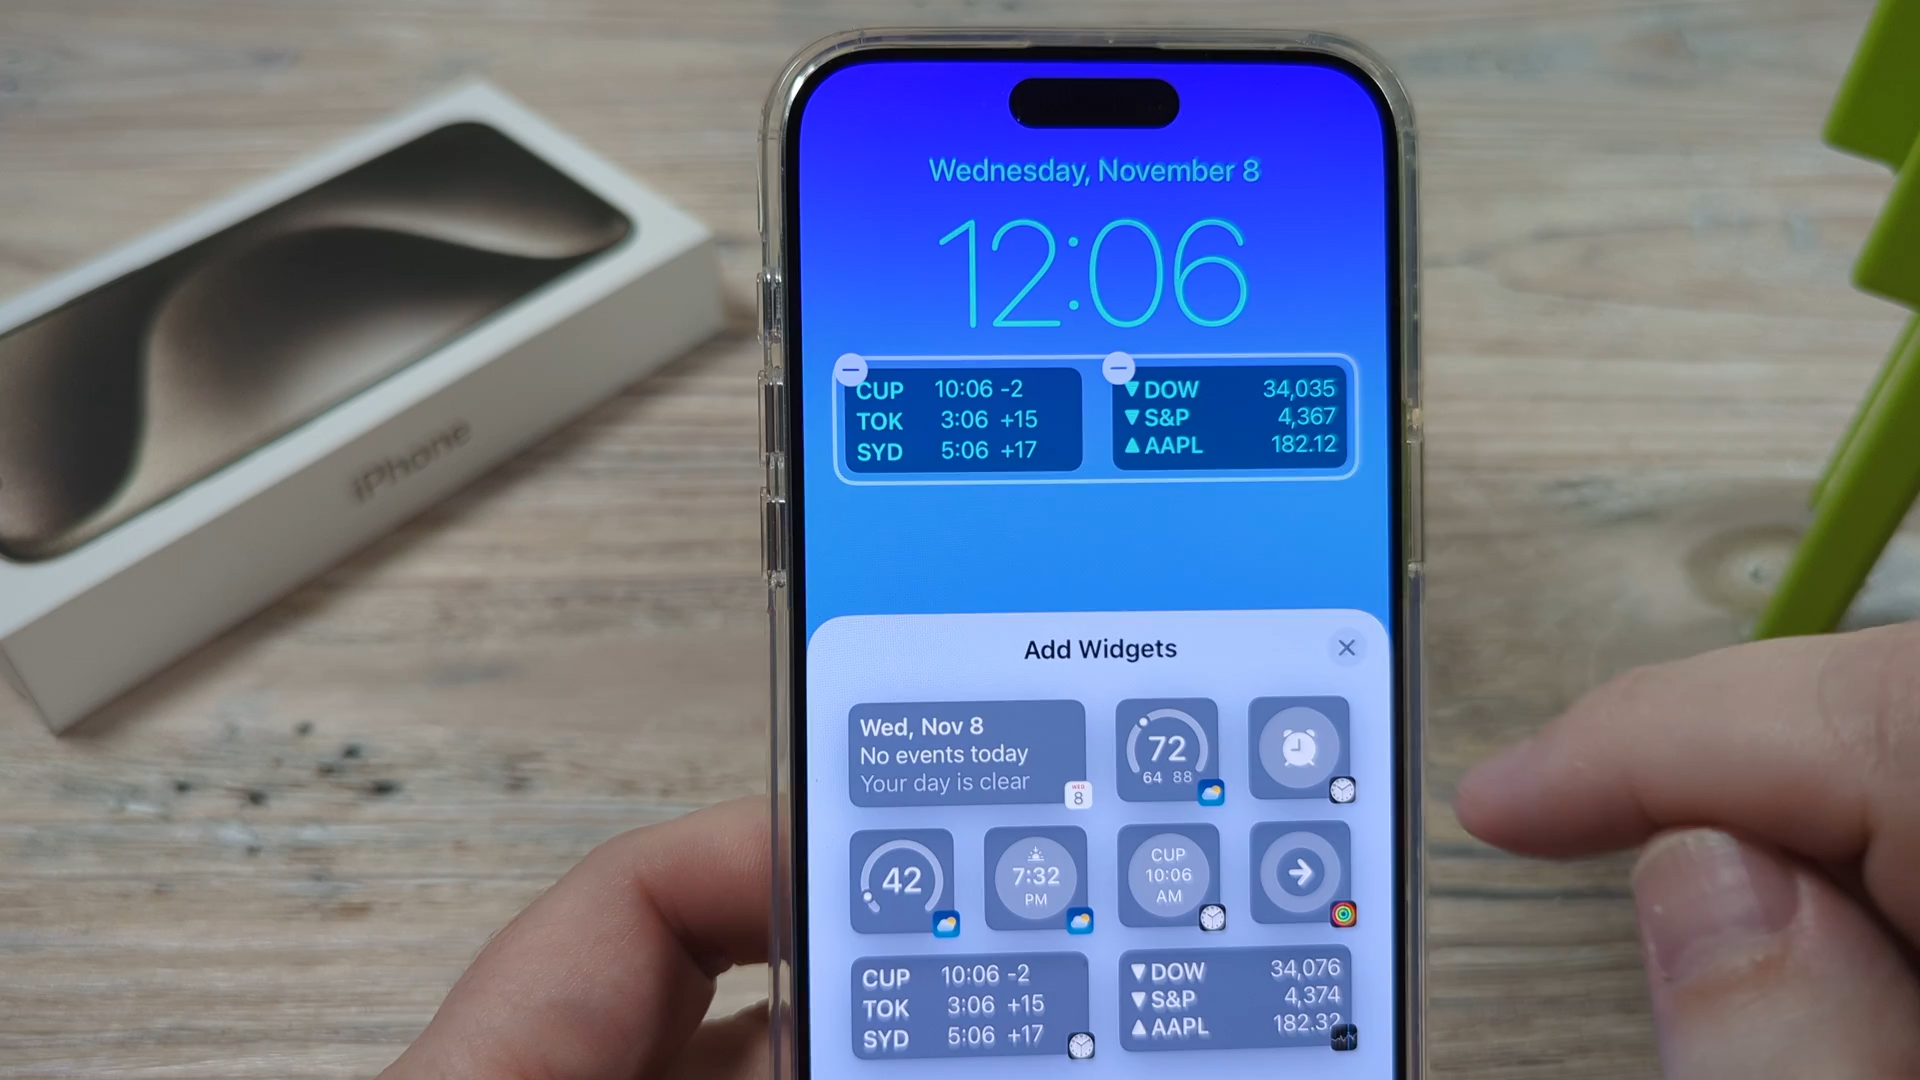 iPhone
Wednesday, November 8
12:06
CUP 10:06 -2
TOK 3:06 +15
SYD 5:06 +17
▼ DOW 34,035
▼ S&P 4,367
▲ AAPL 182.12
Add Widgets
Wed, Nov 8
No events today
Your day is clear
WED
8
72
64 88
42
7:32
PM
CUP
10:06
AM
CUP 10:06 -2
TOK 3:06 +15
SYD 5:06 +17
▼ DOW 34,076
▼ S&P 4,374
▲ AAPL 182.32